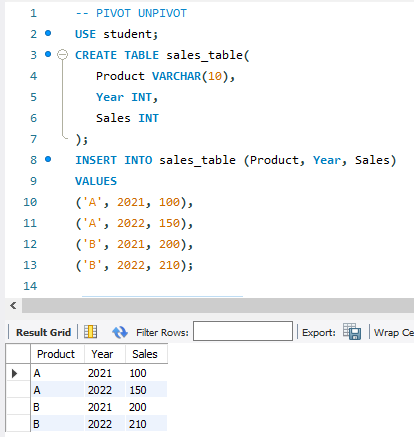 1 -- PIVOT UNPIVOT
2 USE student;
3 CREATE TABLE sales_table(
4 Product VARCHAR(10),
5 Year INT,
6 Sales INT
7 );
8 INSERT INTO sales_table (Product, Year, Sales)
9 VALUES
10 ('A', 2021, 100),
11 ('A', 2022, 150),
12 ('B', 2021, 200),
13 ('B', 2022, 210);
14
Result Grid Filter Rows: Export: Wrap Ce
Product Year Sales
A 2021 100
A 2022 150
B 2021 200
B 2022 210